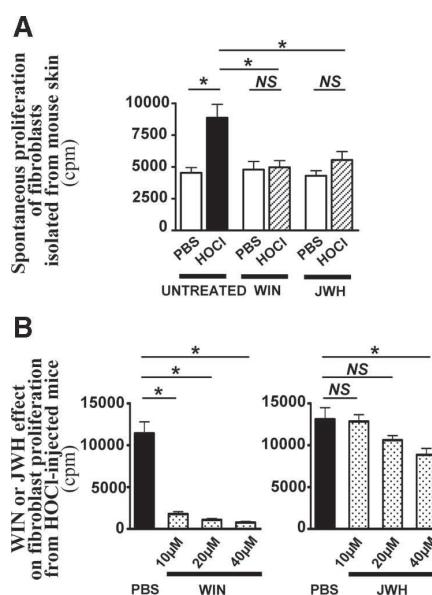 A
Spontaneous proliferation
of fibroblasts
isolated from mouse skin
(cpm)
*
* NS NS
*
10000
7500
5000
2500
0
PBS HOCl PBS HOCl PBS HOCl
UNTREATED WIN JWH
B
WIN or JWH effect
on fibroblast proliferation
from HOCl-injected mice
(cpm)
*
*
*
15000
10000
5000
0
10µM 20µM 40µM
PBS WIN
*
NS
NS
15000
10000
5000
0
10µM 20µM 40µM
PBS JWH